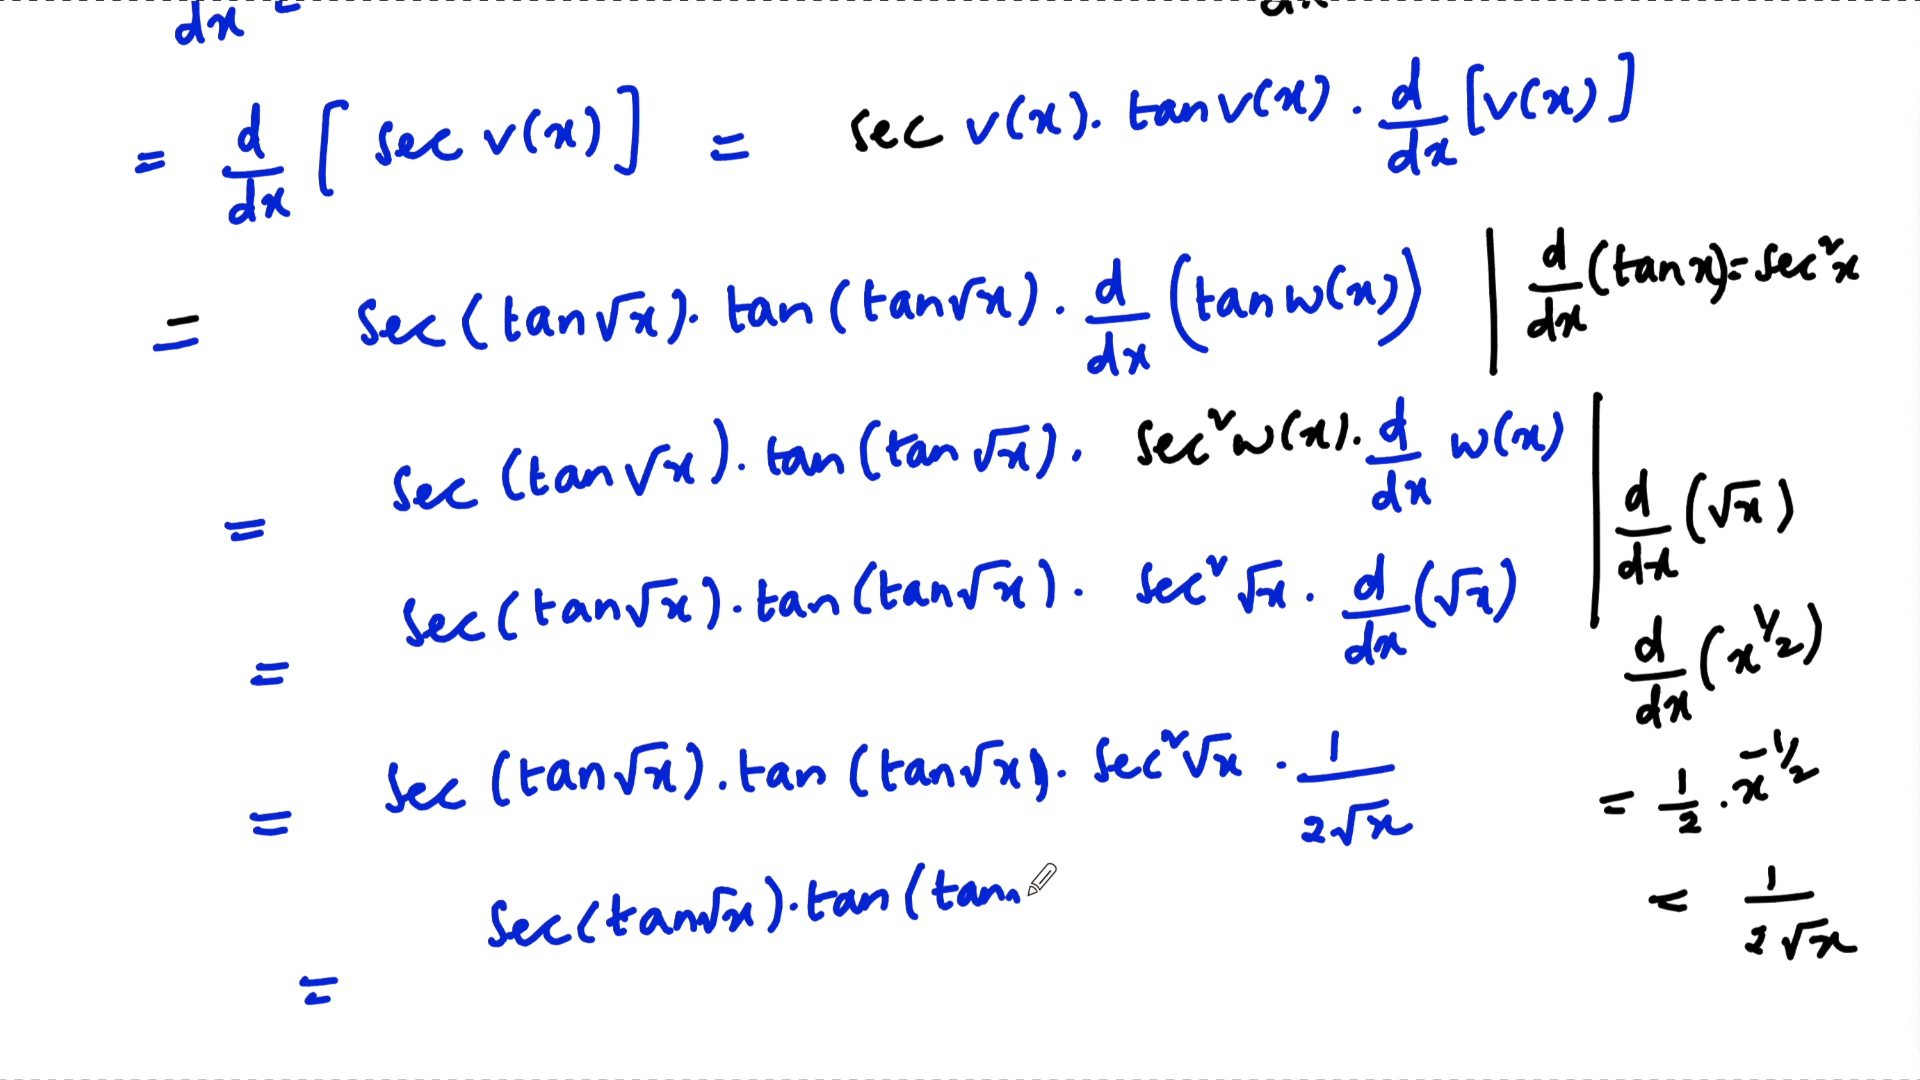 dx
= d/dx [ sec v(x) ] = sec v(x). tan v(x) . d/dx [v(x)]
= sec (tan√x). tan (tan√x) . d/dx (tan w(x)) | d/dx (tan x) = sec²x
= sec (tan √x). tan (tan √x). sec² w(x). d/dx w(x)
d/dx (√x)
= sec (tan√x). tan (tan√x). sec² √x . d/dx (√x)
d/dx (x^1/2)
= sec (tan√x). tan (tan√x). sec² √x . 1/2√x
= 1/2 . x^-1/2
= sec (tan√x). tan (tan
= 1/2√x